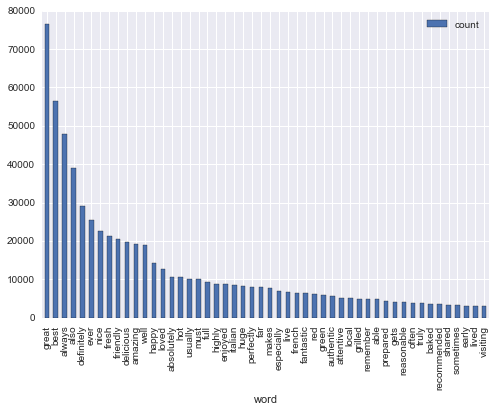 80000
70000
60000
50000
40000
30000
20000
10000
0
count
great
best
always
also
definitely
ever
nice
fresh
friendly
delicious
amazing
well
happy
loved
absolutely
hot
usually
must
full
highly
enjoyed
italian
huge
perfectly
far
makes
especially
live
french
fantastic
red
green
authentic
attentive
local
grilled
remember
able
prepared
gets
reasonable
often
truly
baked
recommended
shared
sometimes
early
lived
visiting
word